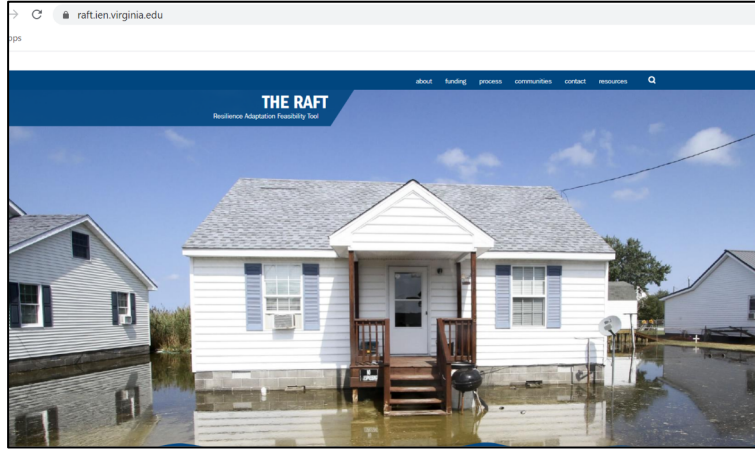 raft.ien.virginia.edu
pps
about funding process communities contact resources
THE RAFT
Resilience Adaptation Feasibility Tool